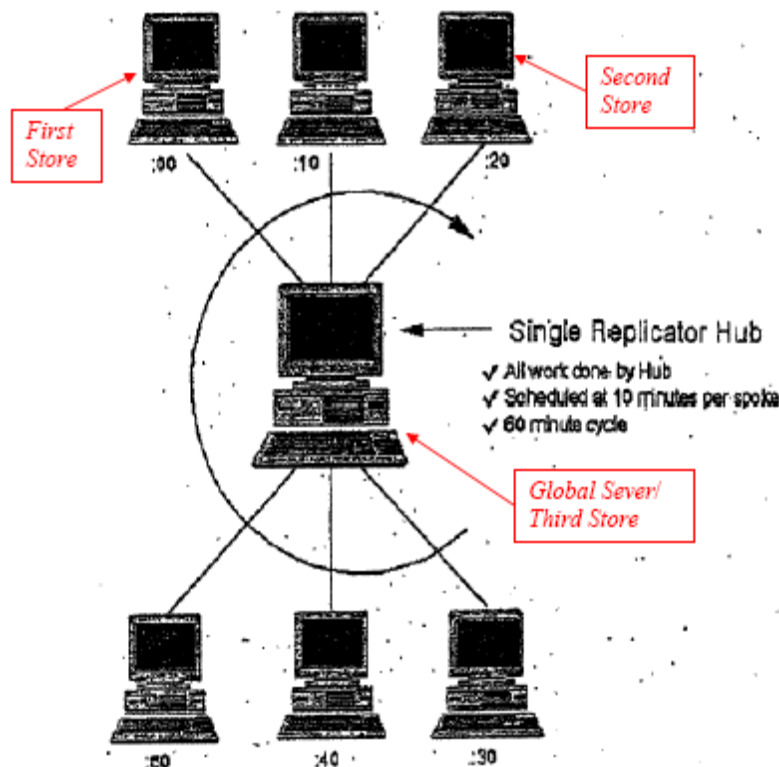 First
Store
Second
Store
:00
:10
:20
Single Replicator Hub
✓ All work done by Hub
✓ Scheduled at 10 minutes per spoke
✓ 60 minute cycle
Global Sever/
Third Store
:50
:40
:30